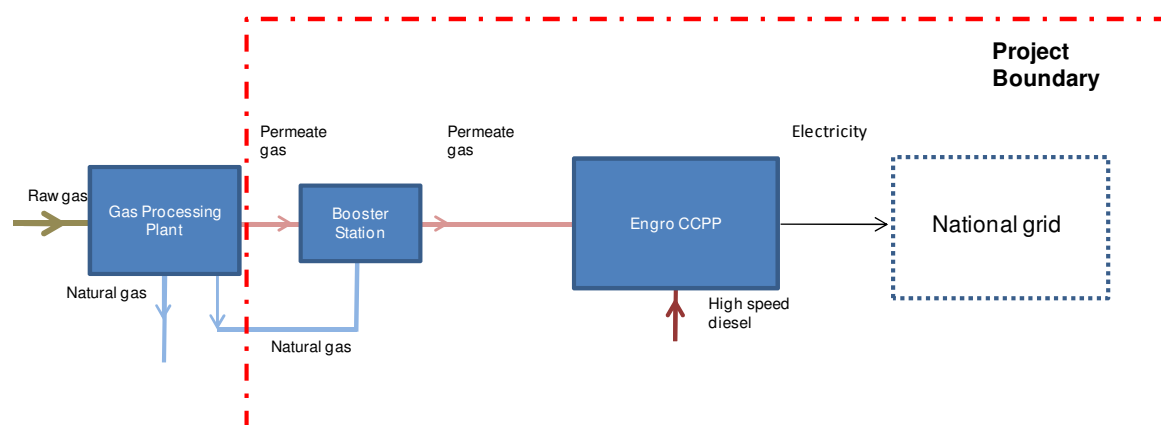 Project
Boundary
Permeate
gas
Permeate
gas
Electricity
Raw gas
Gas Processing
Plant
Booster
Station
Engro CCPP
National grid
Natural gas
High speed
diesel
Natural gas